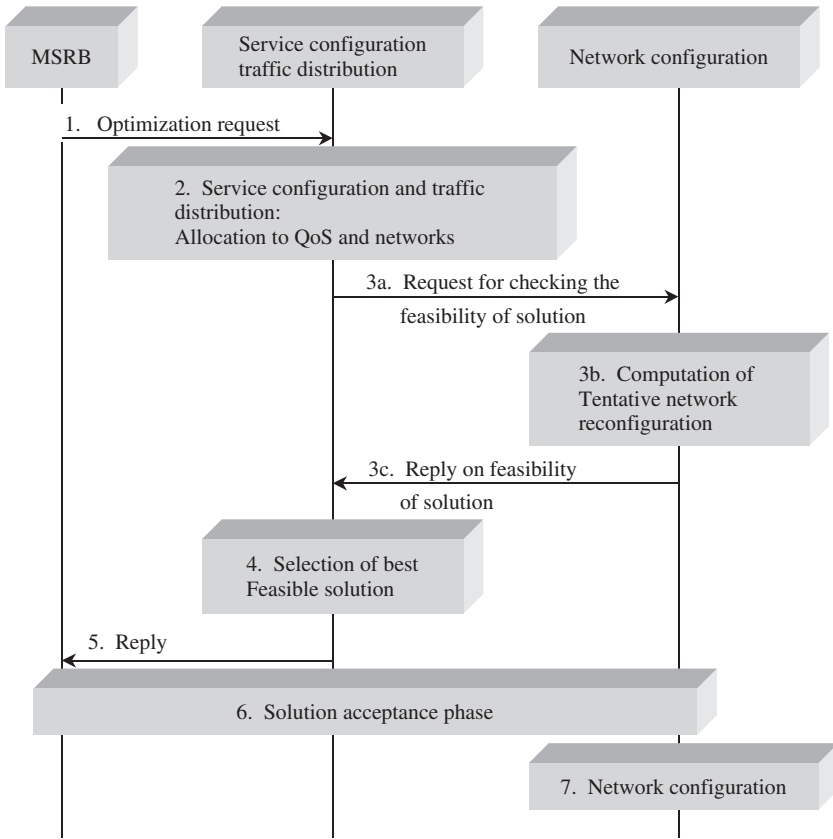 MSRB
Service configuration
traffic distribution
Network configuration
1. Optimization request
2. Service configuration and traffic
distribution:
Allocation to QoS and networks
3a. Request for checking the
feasibility of solution
3b. Computation of
Tentative network
reconfiguration
3c. Reply on feasibility
of solution
4. Selection of best
Feasible solution
5. Reply
6. Solution acceptance phase
7. Network configuration